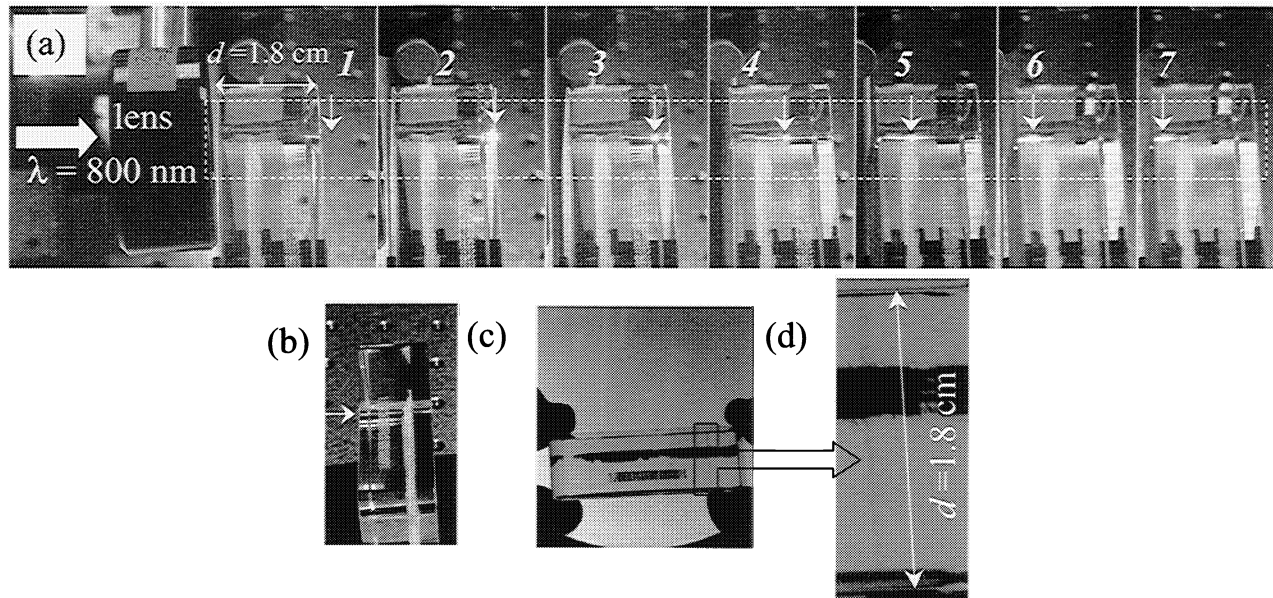 (a)
d =1.8 cm
1
2
3
4
5
6
7
lens
λ = 800 nm
(b)
(c)
(d)
d =1.8 cm